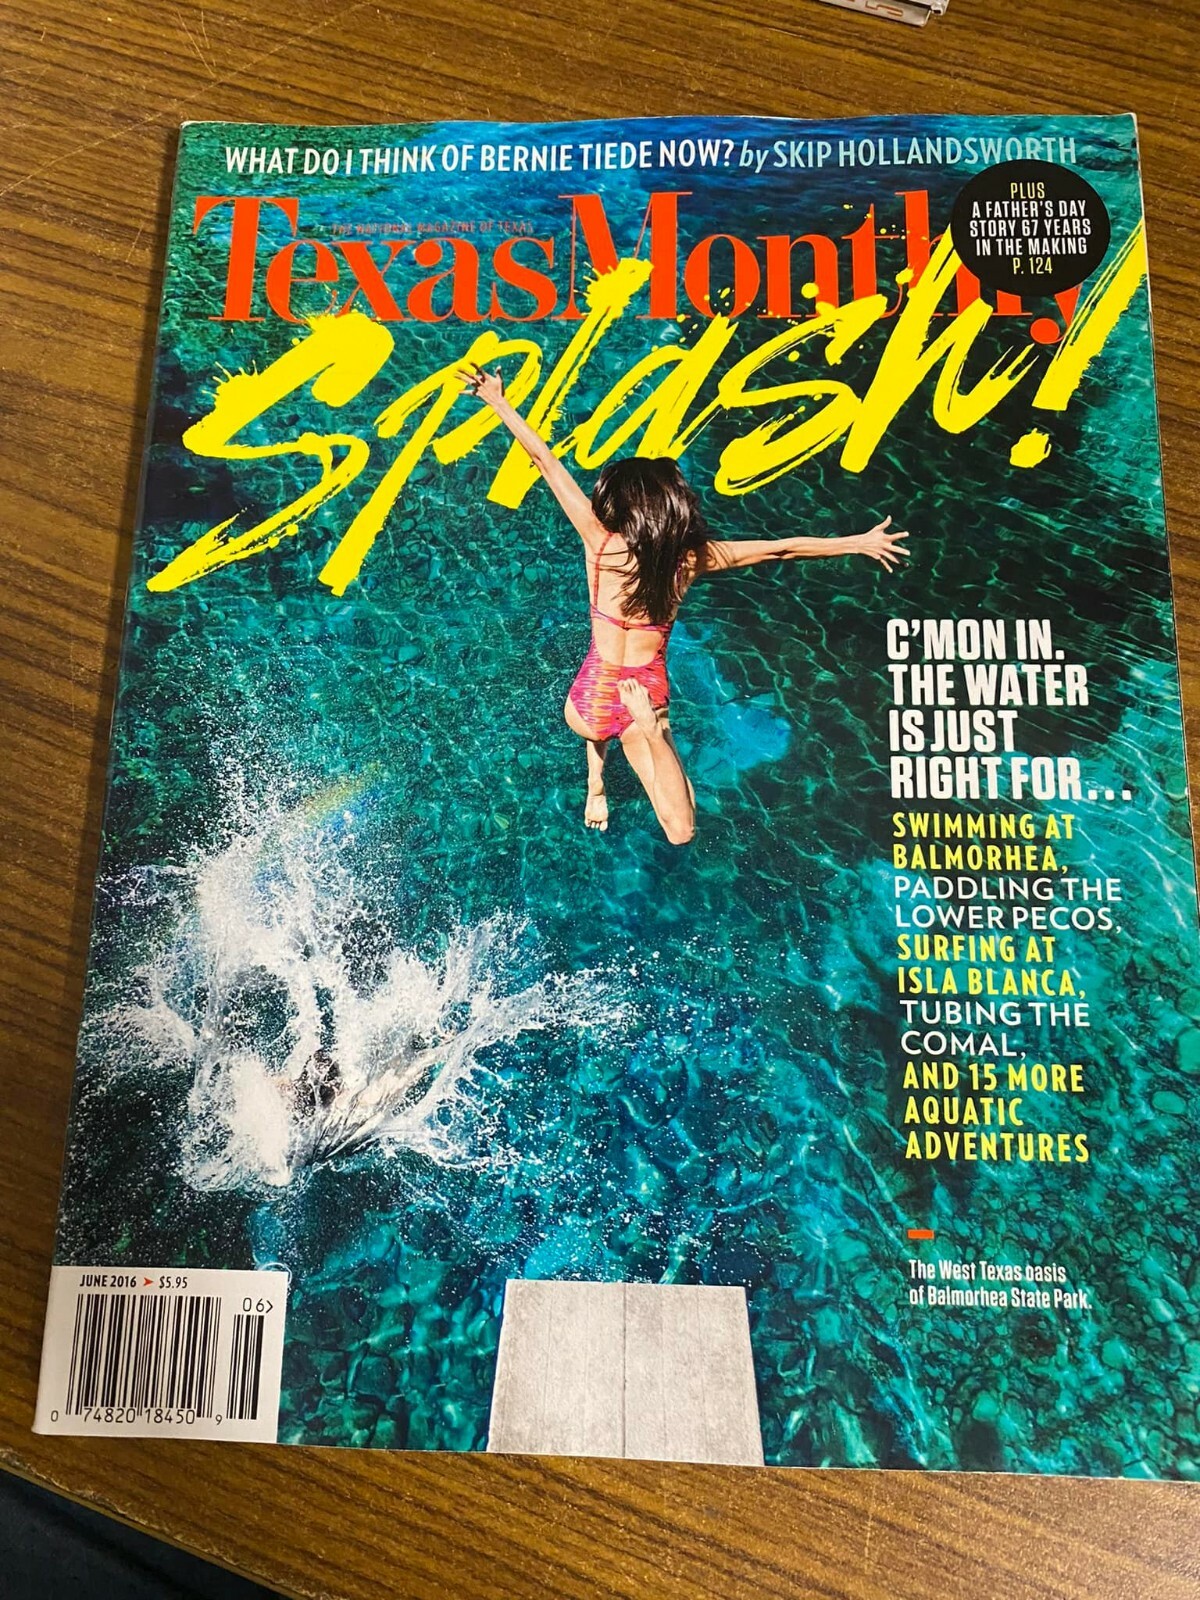 WHAT DO I THINK OF BERNIE TIEDE NOW? by SKIP HOLLANDSWORTH
Texas Monthly
THE NATIONAL MAGAZINE OF TEXAS
PLUS
A FATHER'S DAY
STORY 67 YEARS
IN THE MAKING
P. 124
Splash!
C'MON IN.
THE WATER
IS JUST
RIGHT FOR...
SWIMMING AT
BALMORHEA,
PADDLING THE
LOWER PECOS,
SURFING AT
ISLA BLANCA,
TUBING THE
COMAL,
AND 15 MORE
AQUATIC
ADVENTURES
The West Texas oasis
of Balmorhea State Park.
JUNE 2016 ➤ $5.95
06>
0 74820 18450 9